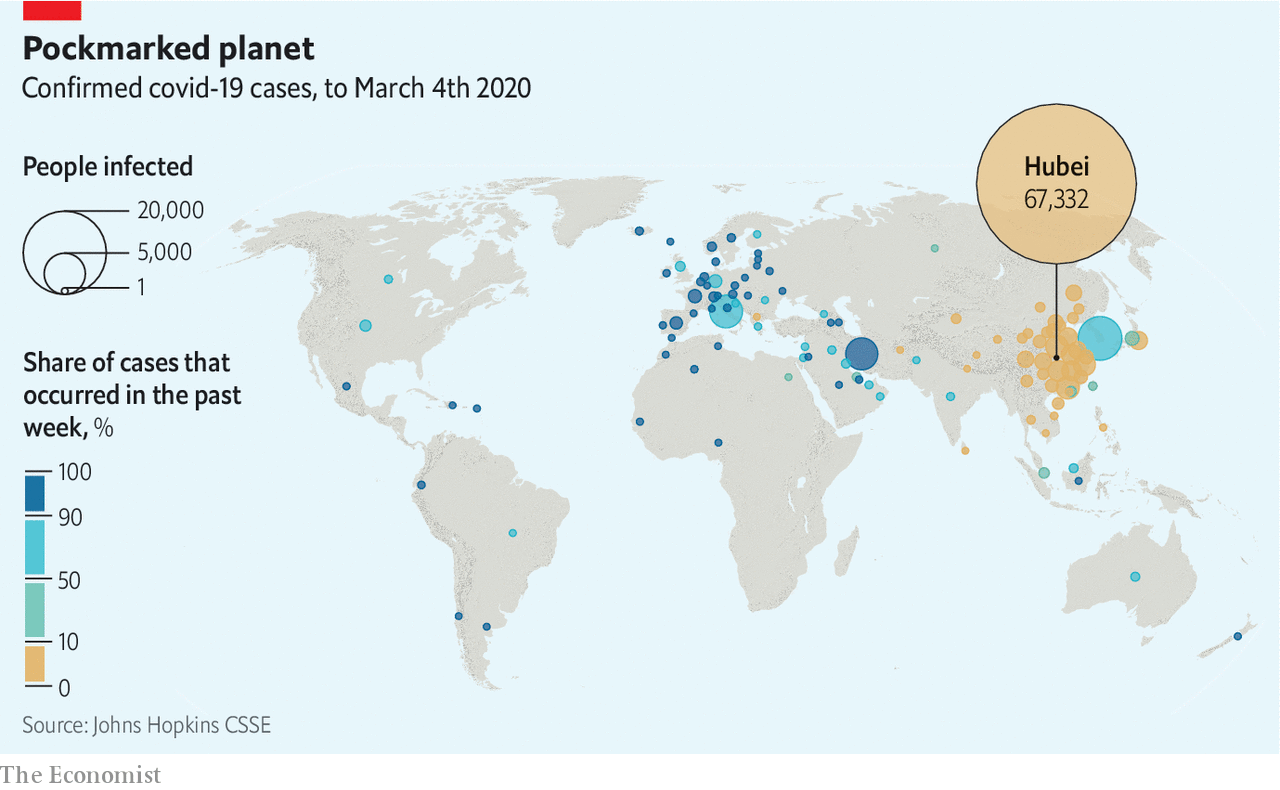 Pockmarked planet
Confirmed covid-19 cases, to March 4th 2020
People infected
20,000
5,000
1
Hubei
67,332
Share of cases that
occurred in the past
week, %
100
90
50
10
0
Source: Johns Hopkins CSSE
The Economist